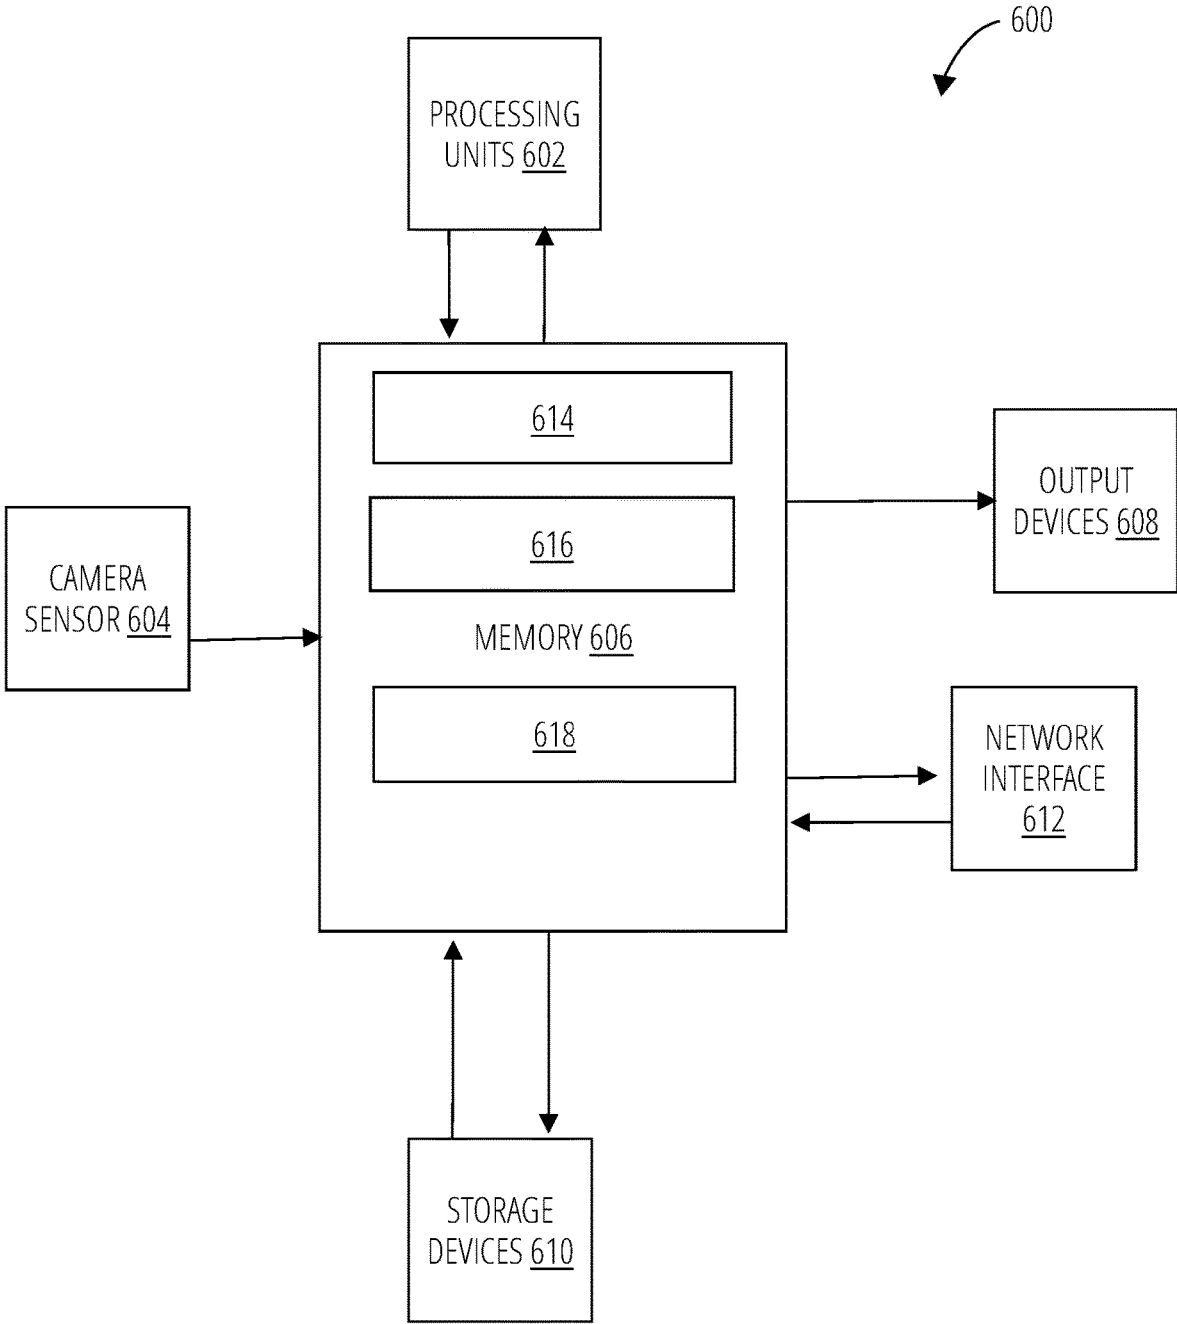 600
PROCESSING
UNITS 602
614
616
MEMORY 606
618
CAMERA
SENSOR 604
OUTPUT
DEVICES 608
NETWORK
INTERFACE
612
STORAGE
DEVICES 610